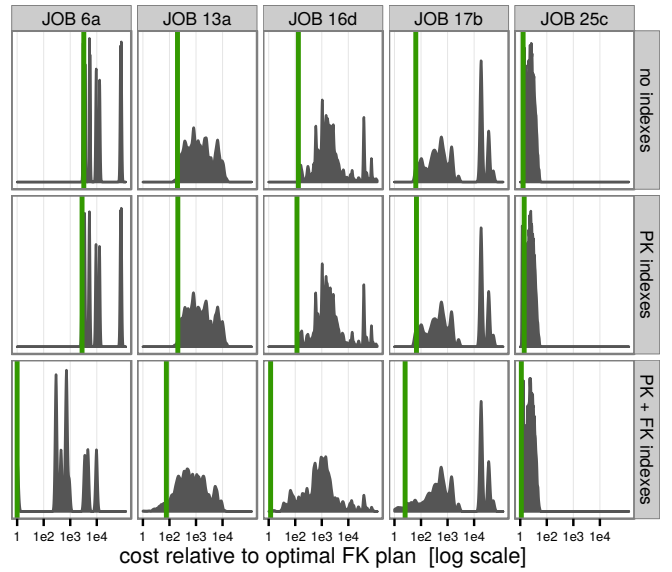 JOB 6a JOB 13a JOB 16d JOB 17b JOB 25c
no indexes
PK indexes
PK + FK indexes
1 1e2 1e3 1e4 1 1e2 1e3 1e4 1 1e2 1e3 1e4 1 1e2 1e3 1e4 1 1e2 1e3 1e4
cost relative to optimal FK plan [log scale]